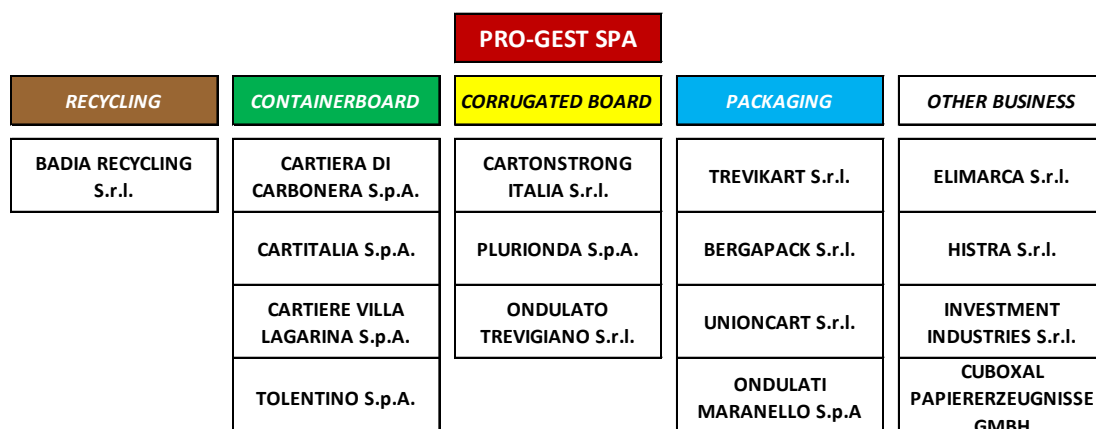 PRO-GEST SPA
RECYCLING
CONTAINERBOARD
CORRUGATED BOARD
PACKAGING
OTHER BUSINESS
BADIA RECYCLING
S.r.l.
CARTIERA DI
CARBONERA S.p.A.
CARTONSTRONG
ITALIA S.r.l.
TREVIKART S.r.l.
ELIMARCA S.r.l.
CARTITALIA S.p.A.
PLURIONDA S.p.A.
BERGAPACK S.r.l.
HISTRA S.r.l.
CARTIERE VILLA
LAGARINA S.p.A.
ONDULATO
TREVIGIANO S.r.l.
UNIONCART S.r.l.
INVESTMENT
INDUSTRIES S.r.l.
TOLENTINO S.p.A.
ONDULATI
MARANELLO S.p.A
CUBOXAL
PAPIERERZEUGNISSE
GMBH